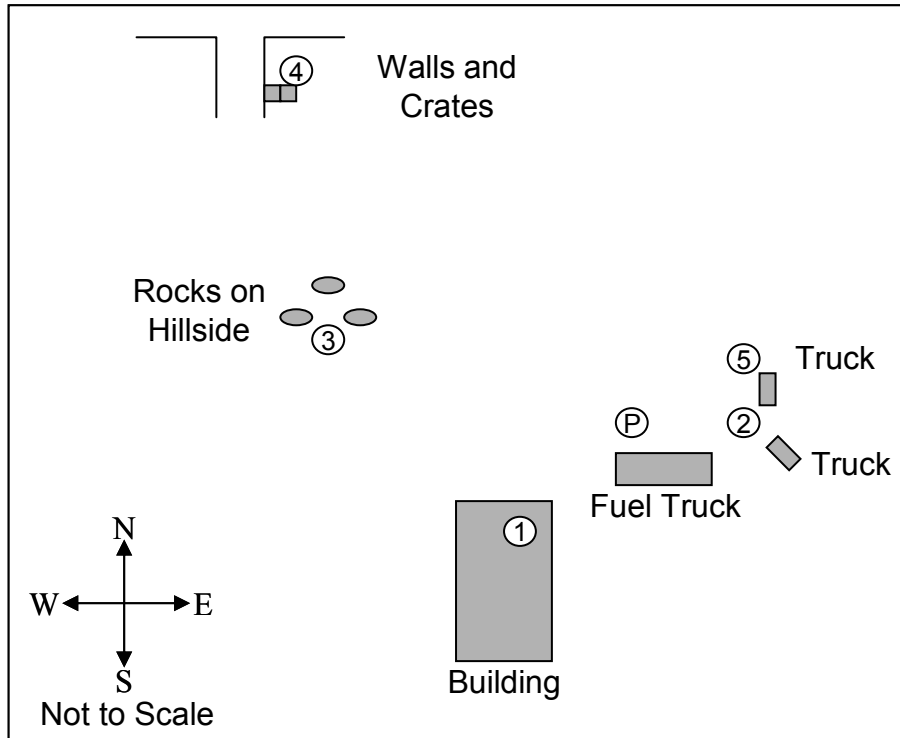 4
Walls and
Crates
Rocks on
Hillside
3
5
Truck
P
2
Truck
Fuel Truck
1
N
W
E
S
Building
Not to Scale